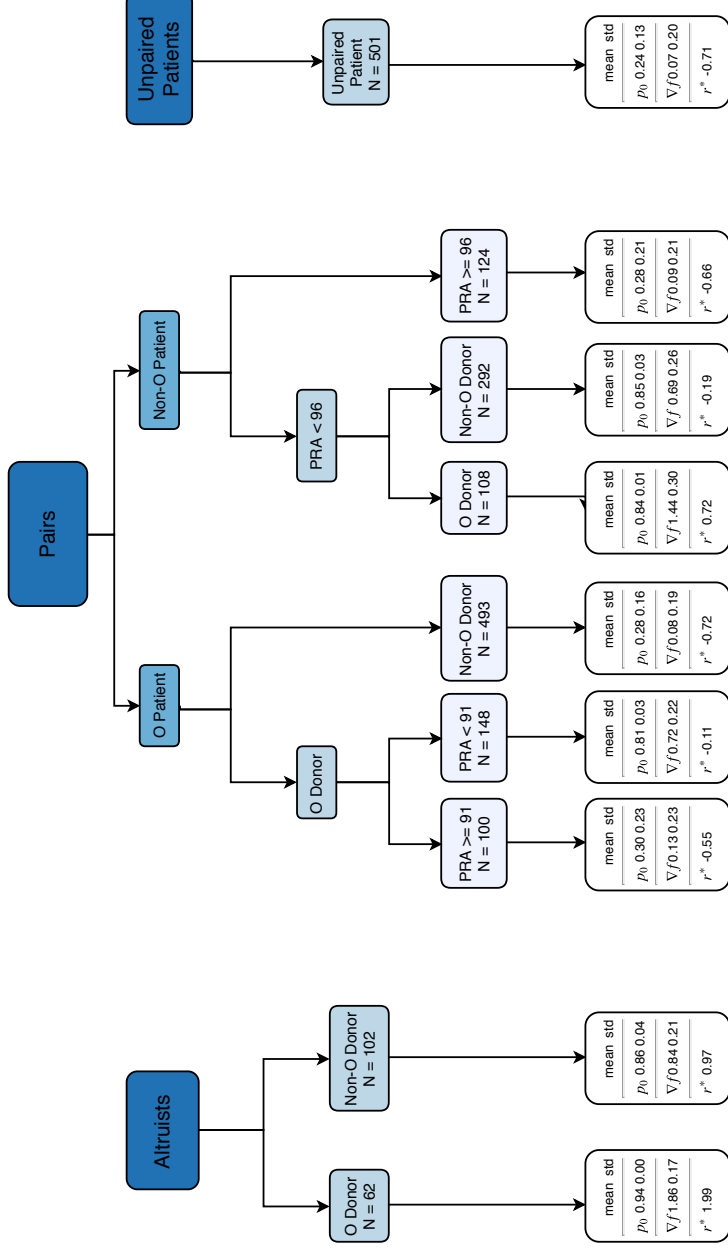 Altruists
O Donor
N = 62
mean std
p₀ 0.94 0.00
∇f 1.86 0.17
r* 1.99
Non-O Donor
N = 102
mean std
p₀ 0.86 0.04
∇f 0.84 0.21
r* 0.97
Pairs
O Patient
O Donor
PRA >= 91
N = 100
mean std
p₀ 0.30 0.23
∇f 0.13 0.23
r* -0.55
PRA < 91
N = 148
mean std
p₀ 0.81 0.03
∇f 0.72 0.22
r* -0.11
Non-O Donor
N = 493
mean std
p₀ 0.28 0.16
∇f 0.08 0.19
r* -0.72
Non-O Patient
PRA < 96
O Donor
N = 108
mean std
p₀ 0.84 0.01
∇f 1.44 0.30
r* 0.72
Non-O Donor
N = 292
mean std
p₀ 0.85 0.03
∇f 0.69 0.26
r* -0.19
PRA >= 96
N = 124
mean std
p₀ 0.28 0.21
∇f 0.09 0.21
r* -0.66
Unpaired
Patients
Unpaired
Patient
N = 501
mean std
p₀ 0.24 0.13
∇f 0.07 0.20
r* -0.71